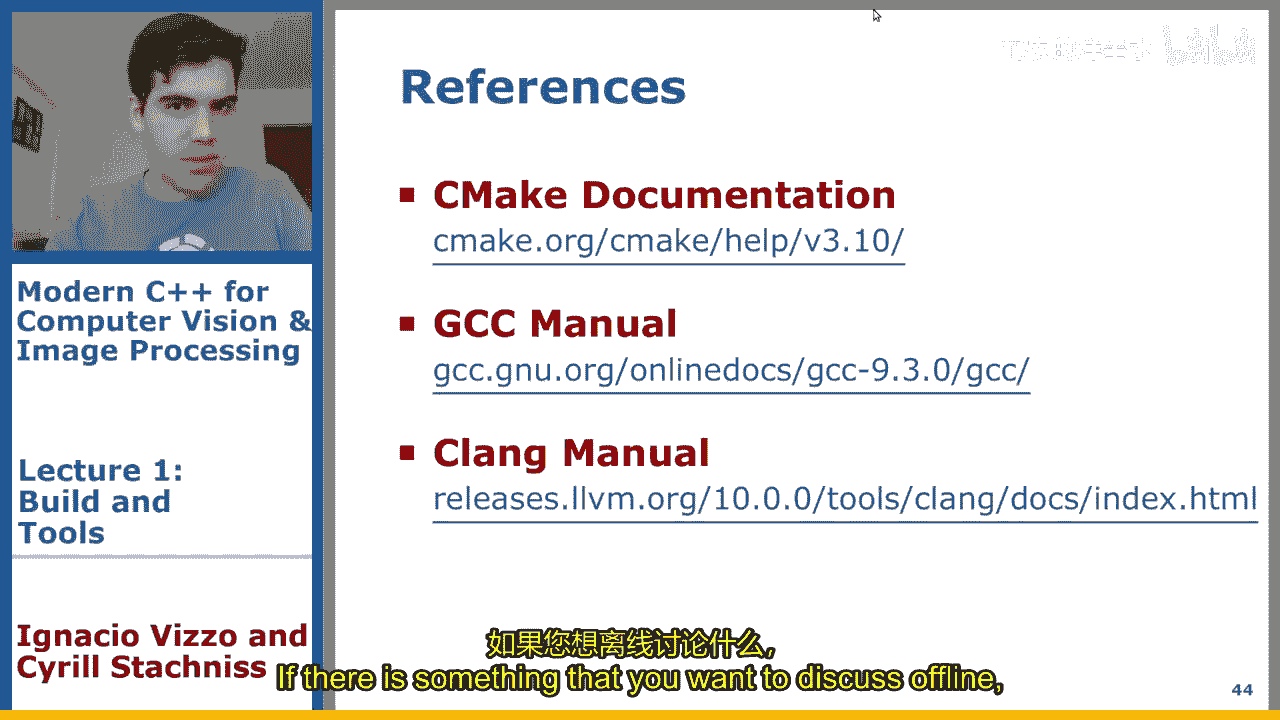 References
CMake Documentation
cmake.org/cmake/help/v3.10/
GCC Manual
gcc.gnu.org/onlinedocs/gcc-9.3.0/gcc/
Clang Manual
releases.llvm.org/10.0.0/tools/clang/docs/index.html
Modern C++ for
Computer Vision &
Image Processing
Lecture 1:
Build and
Tools
Ignacio Vizzo and
Cyrill Stachniss
如果您想离线讨论什么，
If there is something that you want to discuss offline,
44